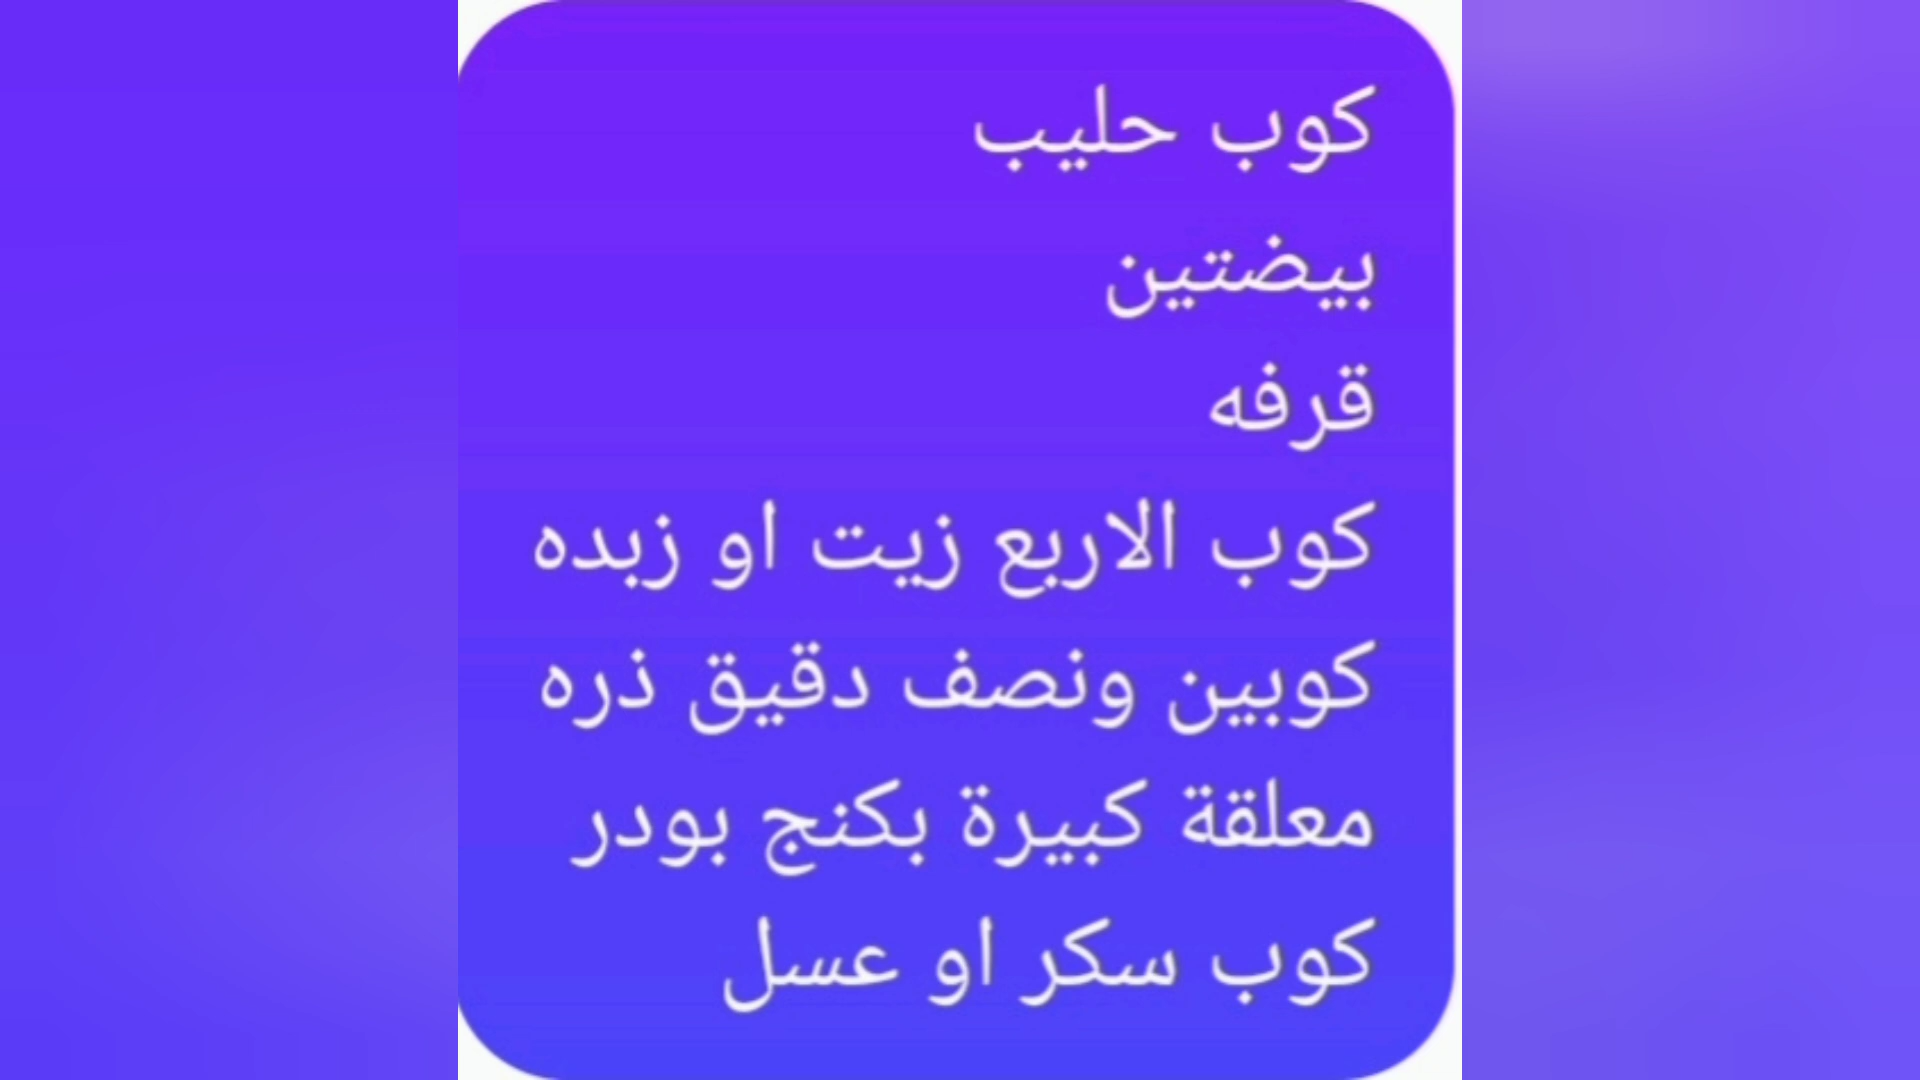 كوب حليب
بيضتين
قرفه
كوب الاربع زيت او زبده
كوبين ونصف دقيق ذره
معلقة كبيرة بكنج بودر
كوب سكر او عسل